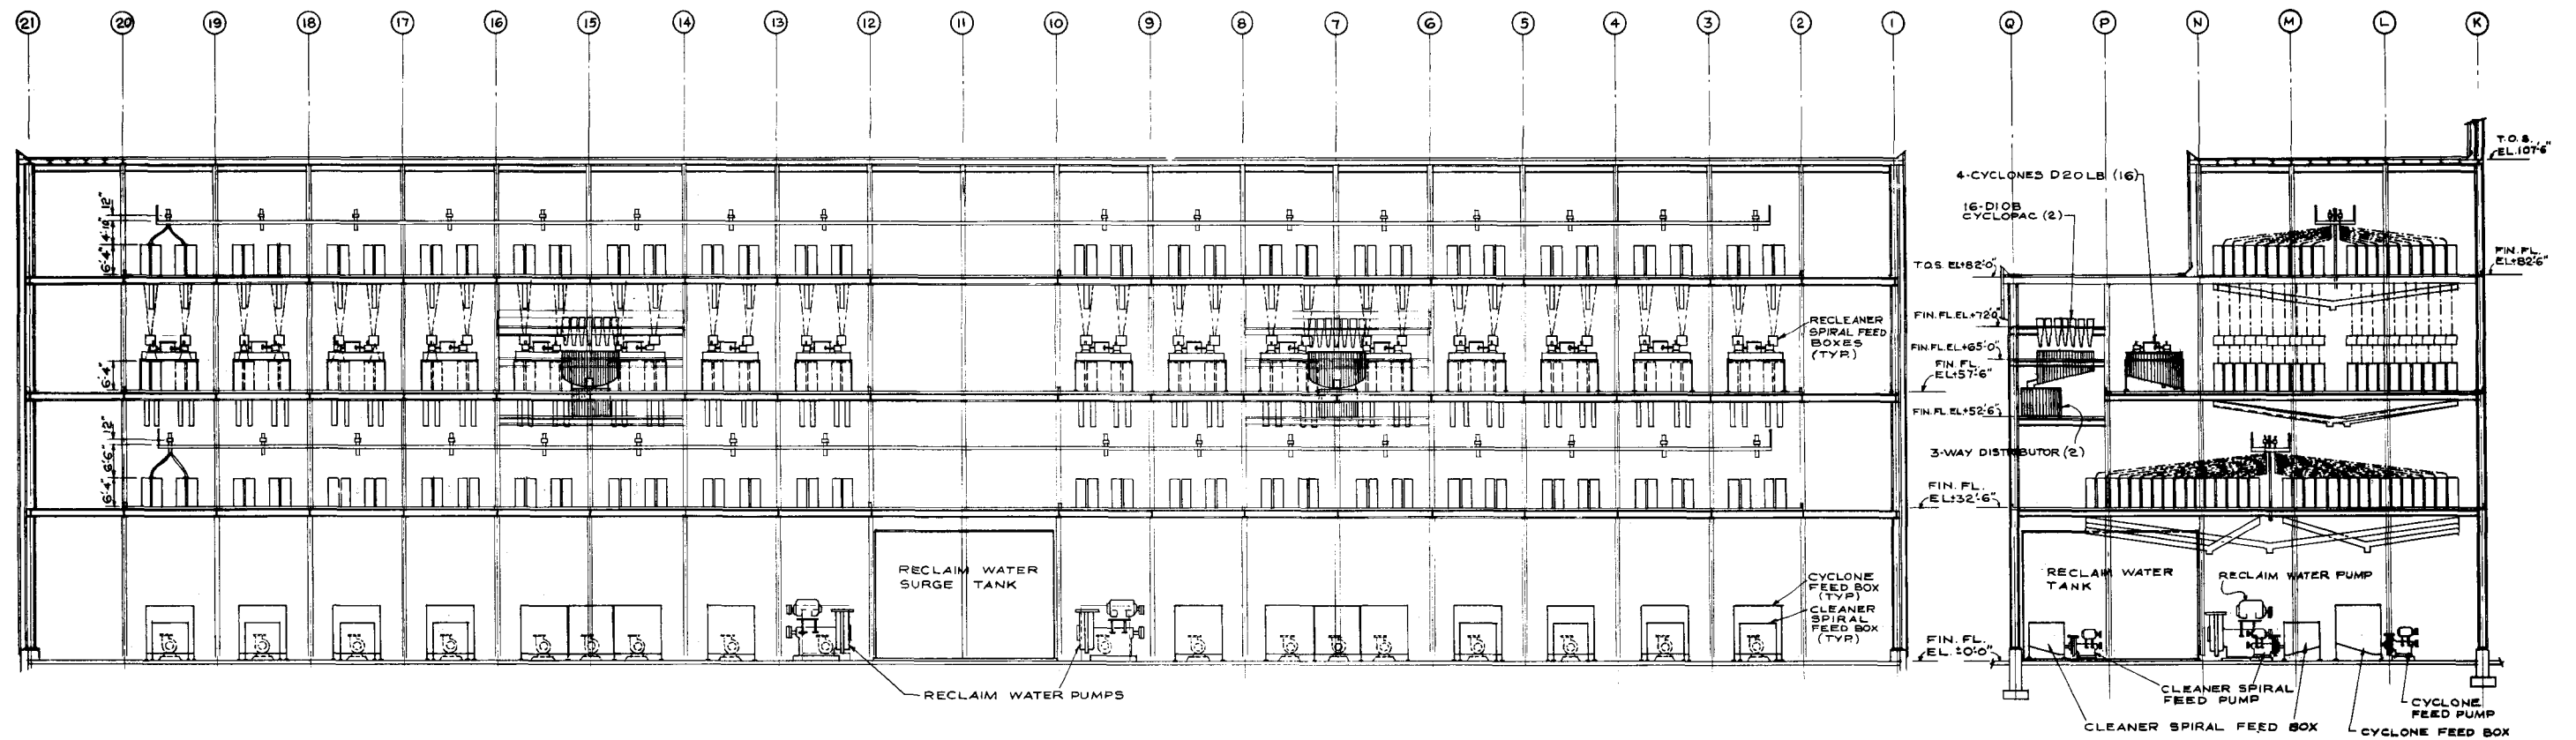 21 20 19 18 17 16 15 14 13 12 11 10 9 8 7 6 5 4 3 2 1 Q P N M L K
12"
6'-4"
RECLEANER
SPIRAL FEED
BOXES
(TYP.)
6'-4"
12"
6'-6"
6'-4"
RECLAIM WATER
SURGE TANK
CYCLONE
FEED BOX
(TYP)
CLEANER
SPIRAL
FEED BOX
(TYP.)
RECLAIM WATER PUMPS
T.O.S.
EL.107'6"
4-CYCLONES D20LB (16)
16-D10B
CYCLOPAC (2)
T.O.S. EL+82'-0"
FIN. FL.
EL+82'6"
FIN. FL. EL.+72'0"
FIN. FL. EL.+65'-0"
FIN. FL.
EL+57'-6"
FIN. FL. EL.+52'6"
3-WAY DISTRIBUTOR (2)
FIN. FL.
EL+32'-6"
RECLAIM WATER
TANK
RECLAIM WATER PUMP
FIN. FL.
EL. ±0'0"
CLEANER SPIRAL
FEED PUMP
CLEANER SPIRAL FEED BOX
CYCLONE
FEED PUMP
CYCLONE FEED BOX